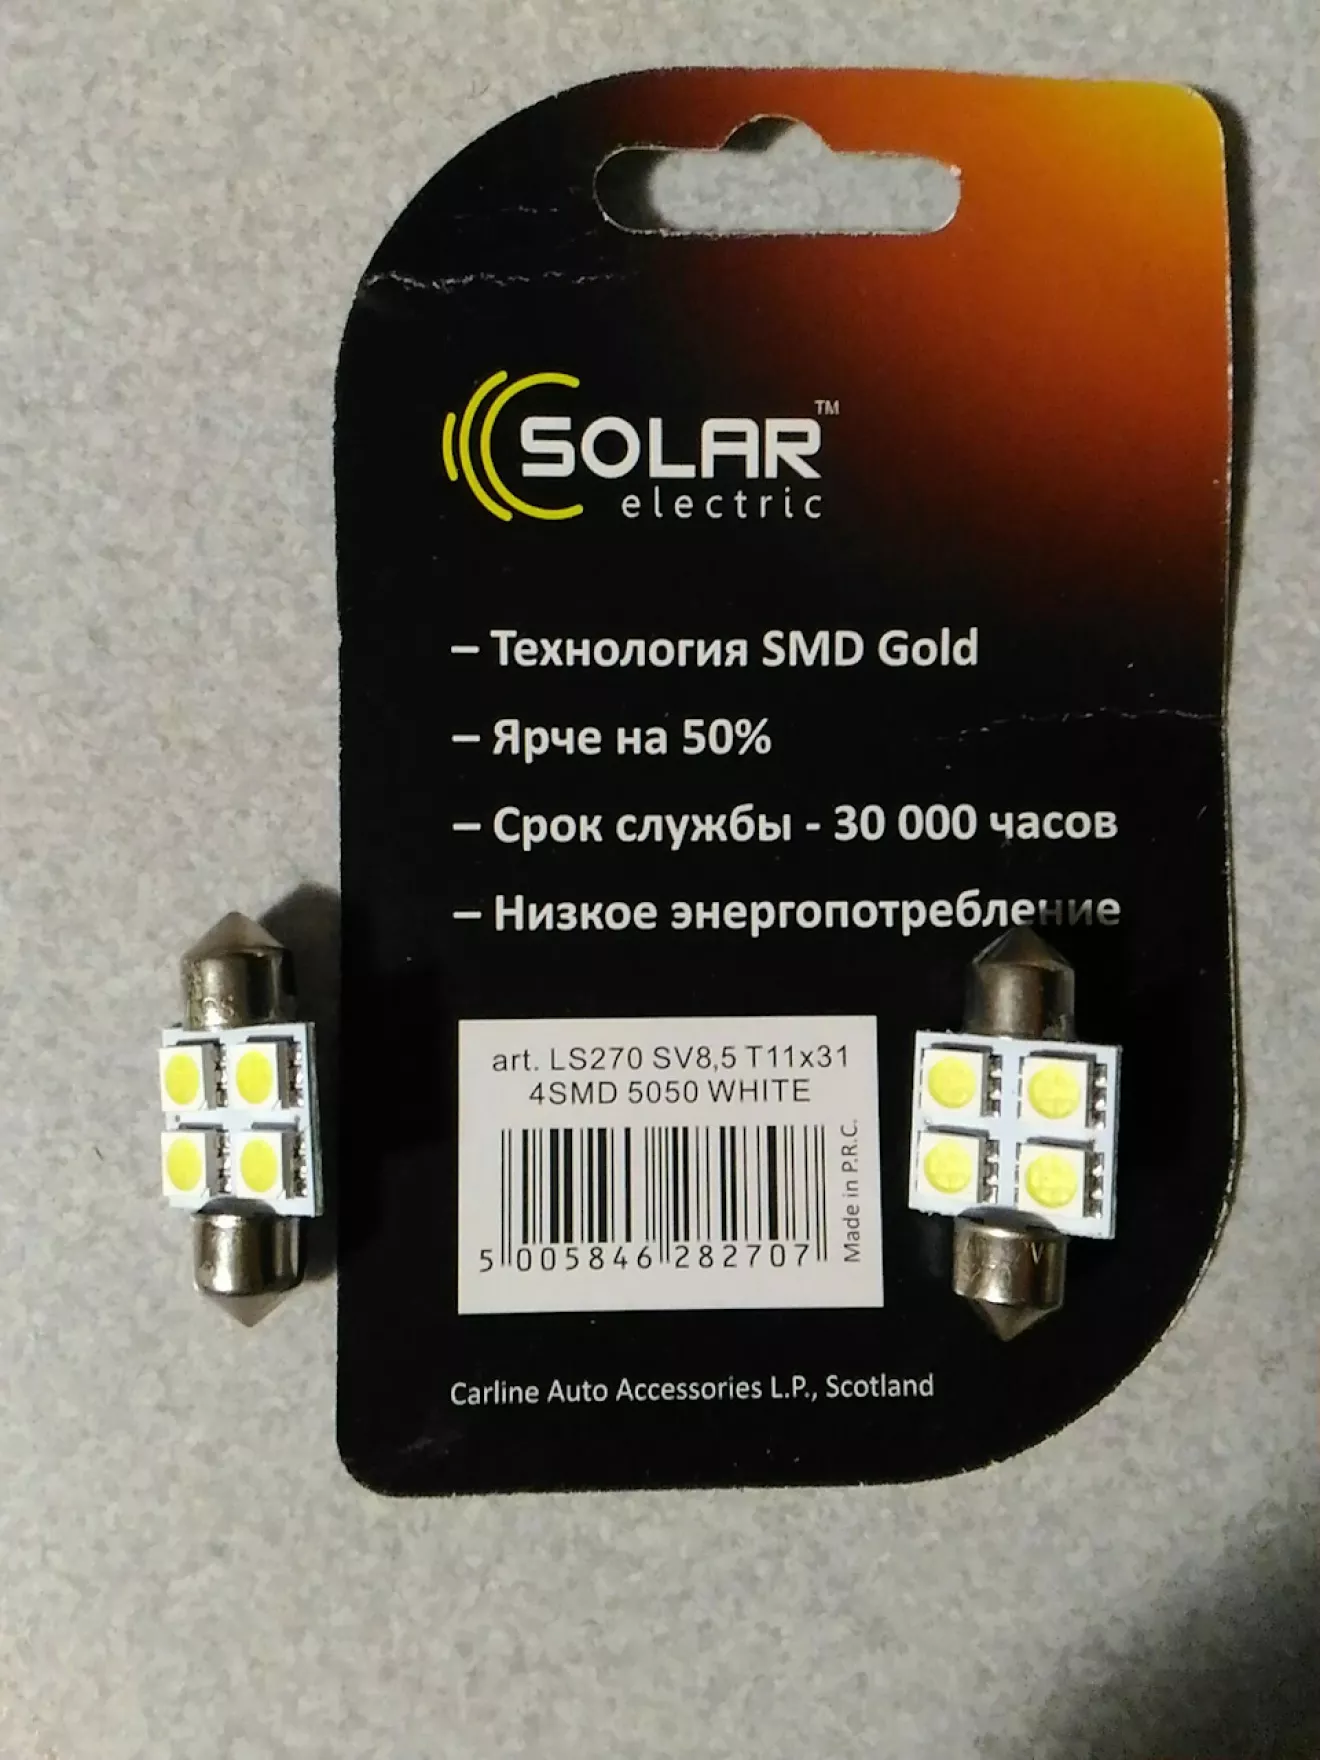 SOLAR™
electric
– Технология SMD Gold
– Ярче на 50%
– Срок службы - 30 000 часов
– Низкое энергопотребление
art. LS270 SV8,5 T11x31
4SMD 5050 WHITE
Made in P.R.C.
5 005846 282707
Carline Auto Accessories L.P., Scotland